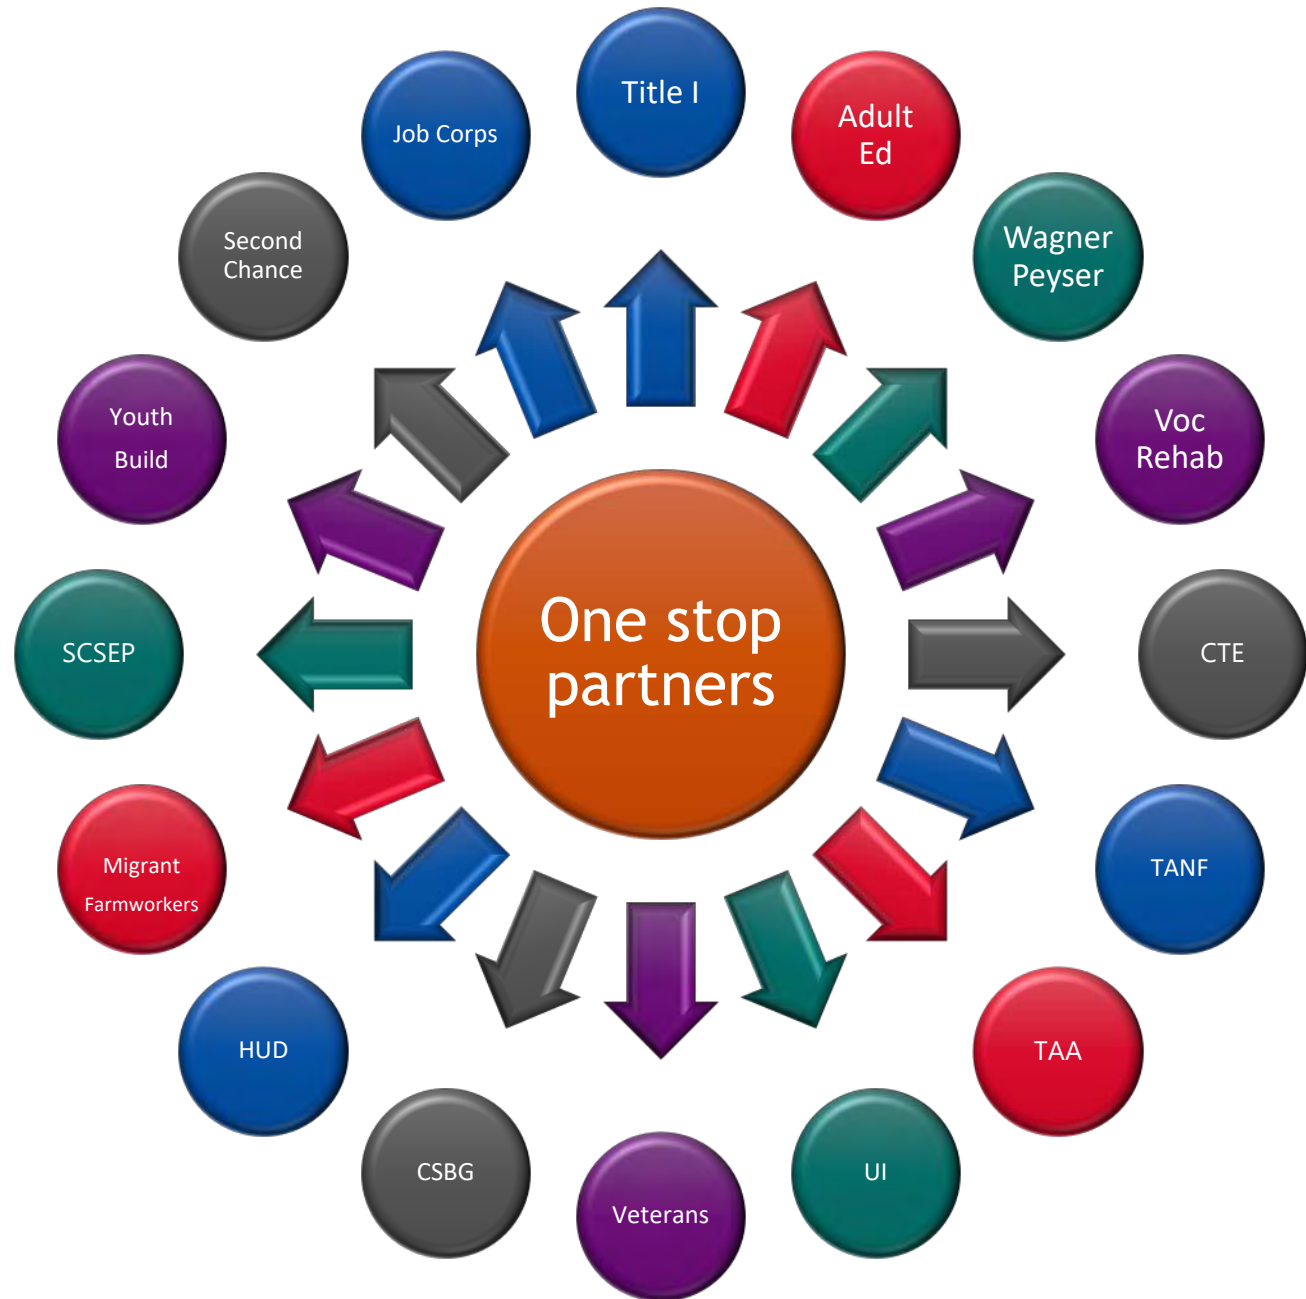 Title I
Adult
Ed
Wagner
Peyser
Voc
Rehab
CTE
TANF
TAA
UI
Veterans
CSBG
HUD
Migrant
Farmworkers
SCSEP
Youth
Build
Second
Chance
Job Corps
One stop
partners